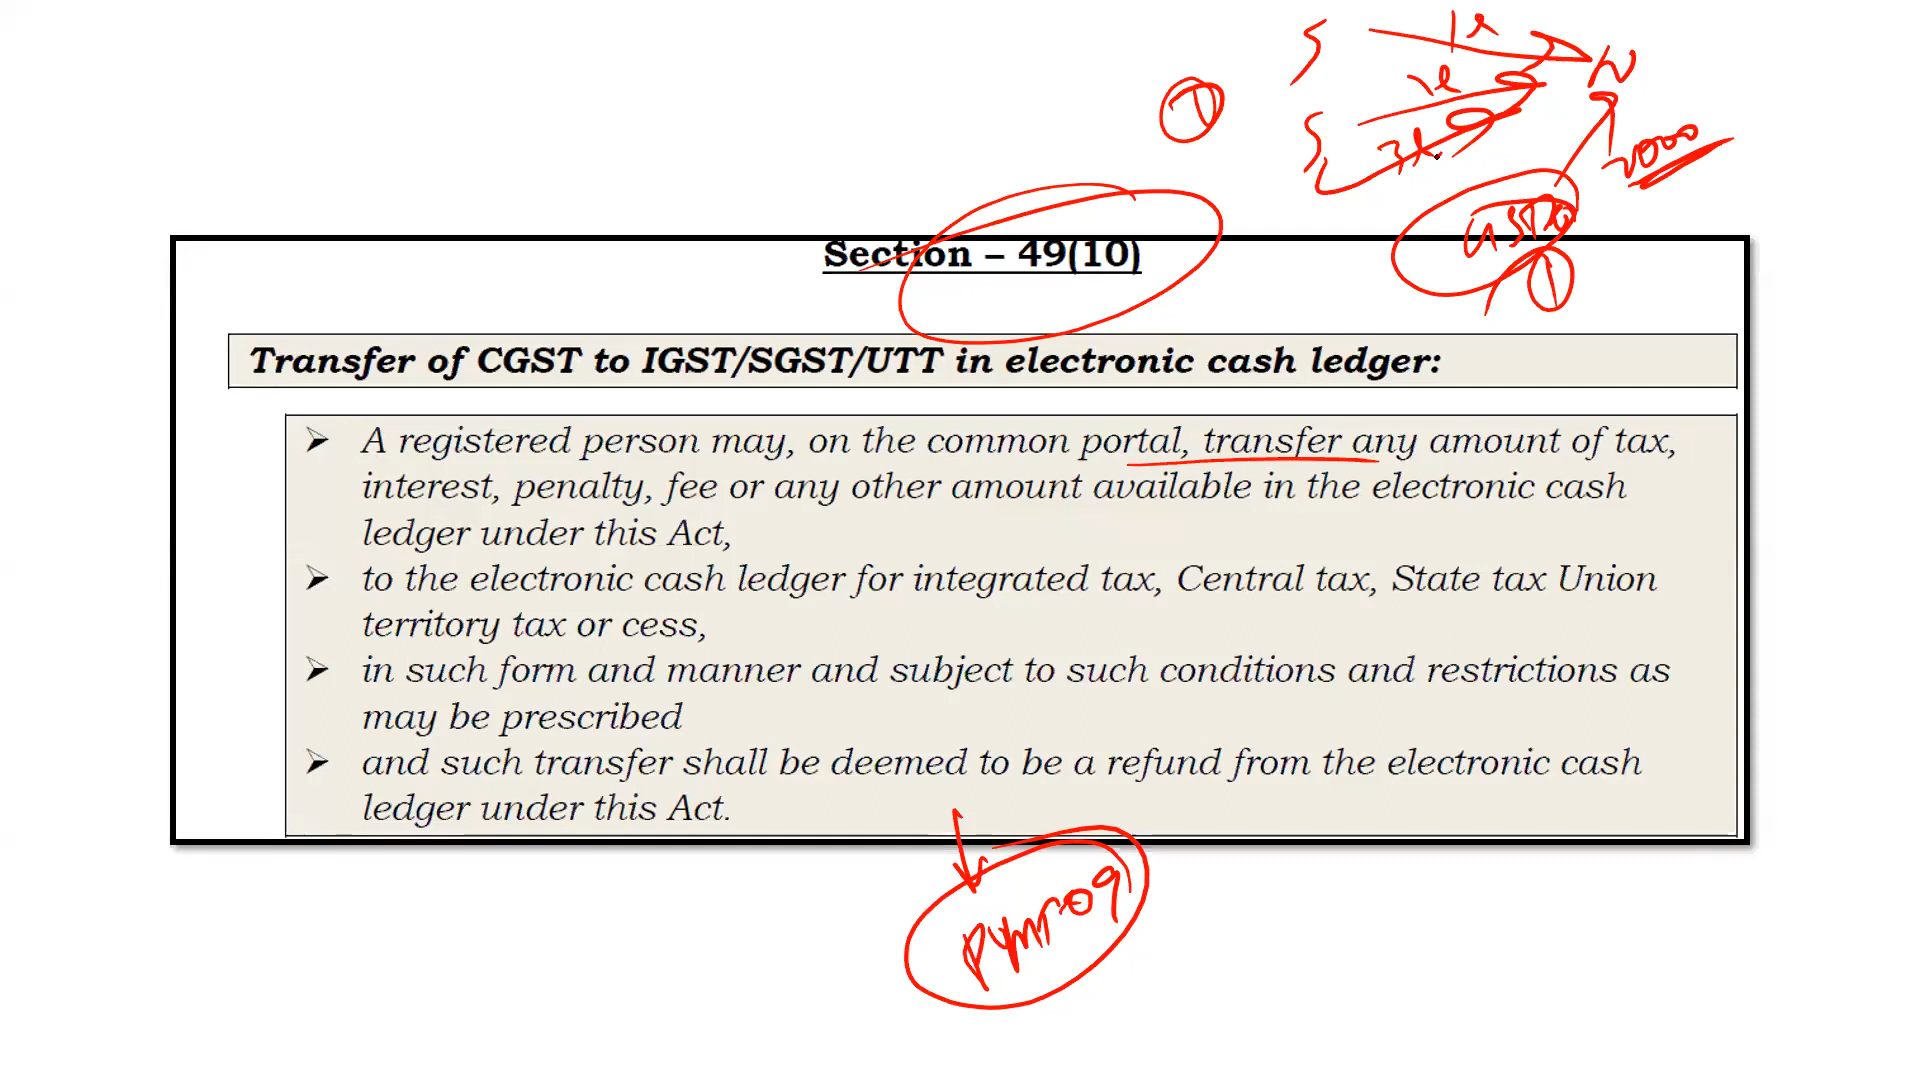 1
2000
Section – 49(10)
Transfer of CGST to IGST/SGST/UTT in electronic cash ledger:
➢ A registered person may, on the common portal, transfer any amount of tax,
interest, penalty, fee or any other amount available in the electronic cash
ledger under this Act,
➢ to the electronic cash ledger for integrated tax, Central tax, State tax Union
territory tax or cess,
➢ in such form and manner and subject to such conditions and restrictions as
may be prescribed
➢ and such transfer shall be deemed to be a refund from the electronic cash
ledger under this Act.
PYMT-09